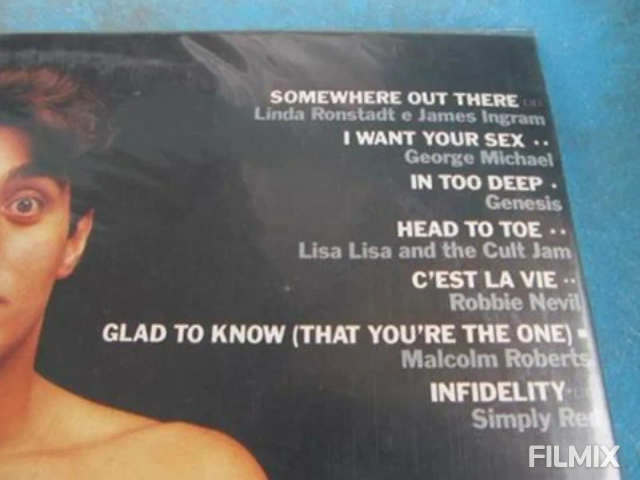 SOMEWHERE OUT THERE
Linda Ronstadt e James Ingram
I WANT YOUR SEX ..
George Michael
IN TOO DEEP .
Genesis
HEAD TO TOE ..
Lisa Lisa and the Cult Jam
C'EST LA VIE ..
Robbie Nevil
GLAD TO KNOW (THAT YOU'RE THE ONE)
Malcolm Roberts
INFIDELITY
Simply Red
FILMIX